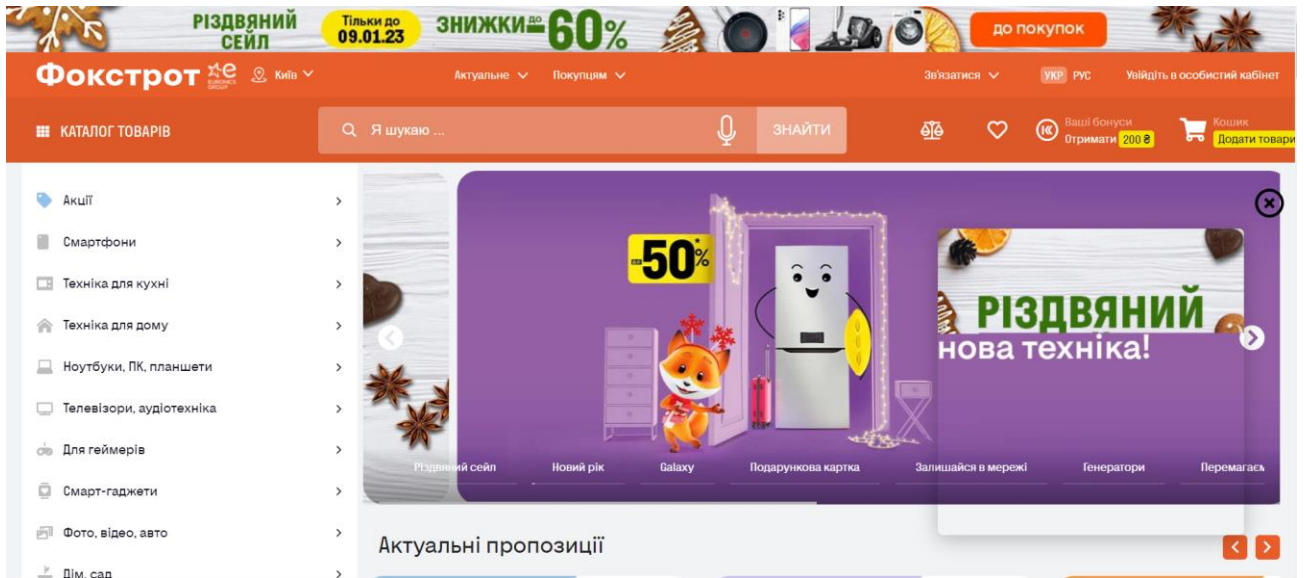 РІЗДВЯНИЙ
СЕЙЛ
Тільки до
09.01.23
ЗНИЖКИ ДО 60%
ДО ПОКУПОК
Фокстрот
EURONICS
GROUP
Київ
Актуальне
Покупцям
Зв'язатися
УКР РУС
Увійдіть в особистий кабінет
КАТАЛОГ ТОВАРІВ
Я шукаю ...
ЗНАЙТИ
Ваші бонуси
Отримати 200 ₴
Кошик
Додати товари
Акції
Смартфони
Техніка для кухні
Техніка для дому
Ноутбуки, ПК, планшети
Телевізори, аудіотехніка
Для геймерів
Смарт-гаджети
Фото, відео, авто
Дім, сад
-50%*
РІЗДВЯНИЙ
нова техніка!
Різдвяний сейл
Новий рік
Galaxy
Подарункова картка
Залишайся в мережі
Генератори
Перемагаєм
Актуальні пропозиції